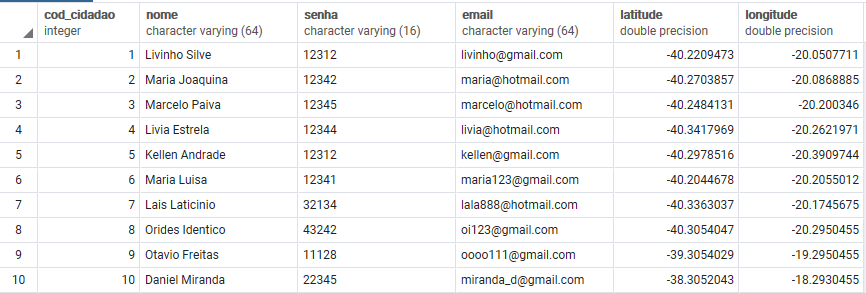 cod_cidadao nome senha email latitude longitude
integer character varying (64) character varying (16) character varying (64) double precision double precision
1 1 Livinho Silve 12312 livinho@gmail.com -40.2209473 -20.0507711
2 2 Maria Joaquina 12342 maria@hotmail.com -40.2703857 -20.0868885
3 3 Marcelo Paiva 12345 marcelo@hotmail.com -40.2484131 -20.200346
4 4 Livia Estrela 12344 livia@hotmail.com -40.3417969 -20.2621971
5 5 Kellen Andrade 12312 kellen@gmail.com -40.2978516 -20.3909744
6 6 Maria Luisa 12341 maria123@gmail.com -40.2044678 -20.2055012
7 7 Lais Laticinio 32134 lala888@hotmail.com -40.3363037 -20.1745675
8 8 Orides Identico 43242 oi123@gmail.com -40.3054047 -20.2950455
9 9 Otavio Freitas 11128 oooo111@gmail.com -39.3054029 -19.2950455
10 10 Daniel Miranda 22345 miranda_d@gmail.com -38.3052043 -18.2930455